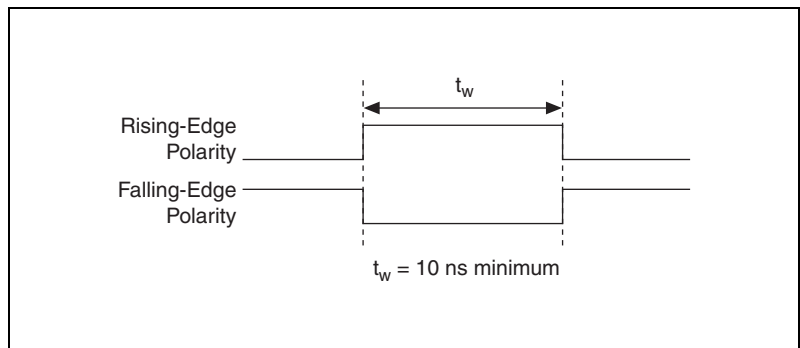 t_w
Rising-Edge
Polarity
Falling-Edge
Polarity
t_w = 10 ns minimum